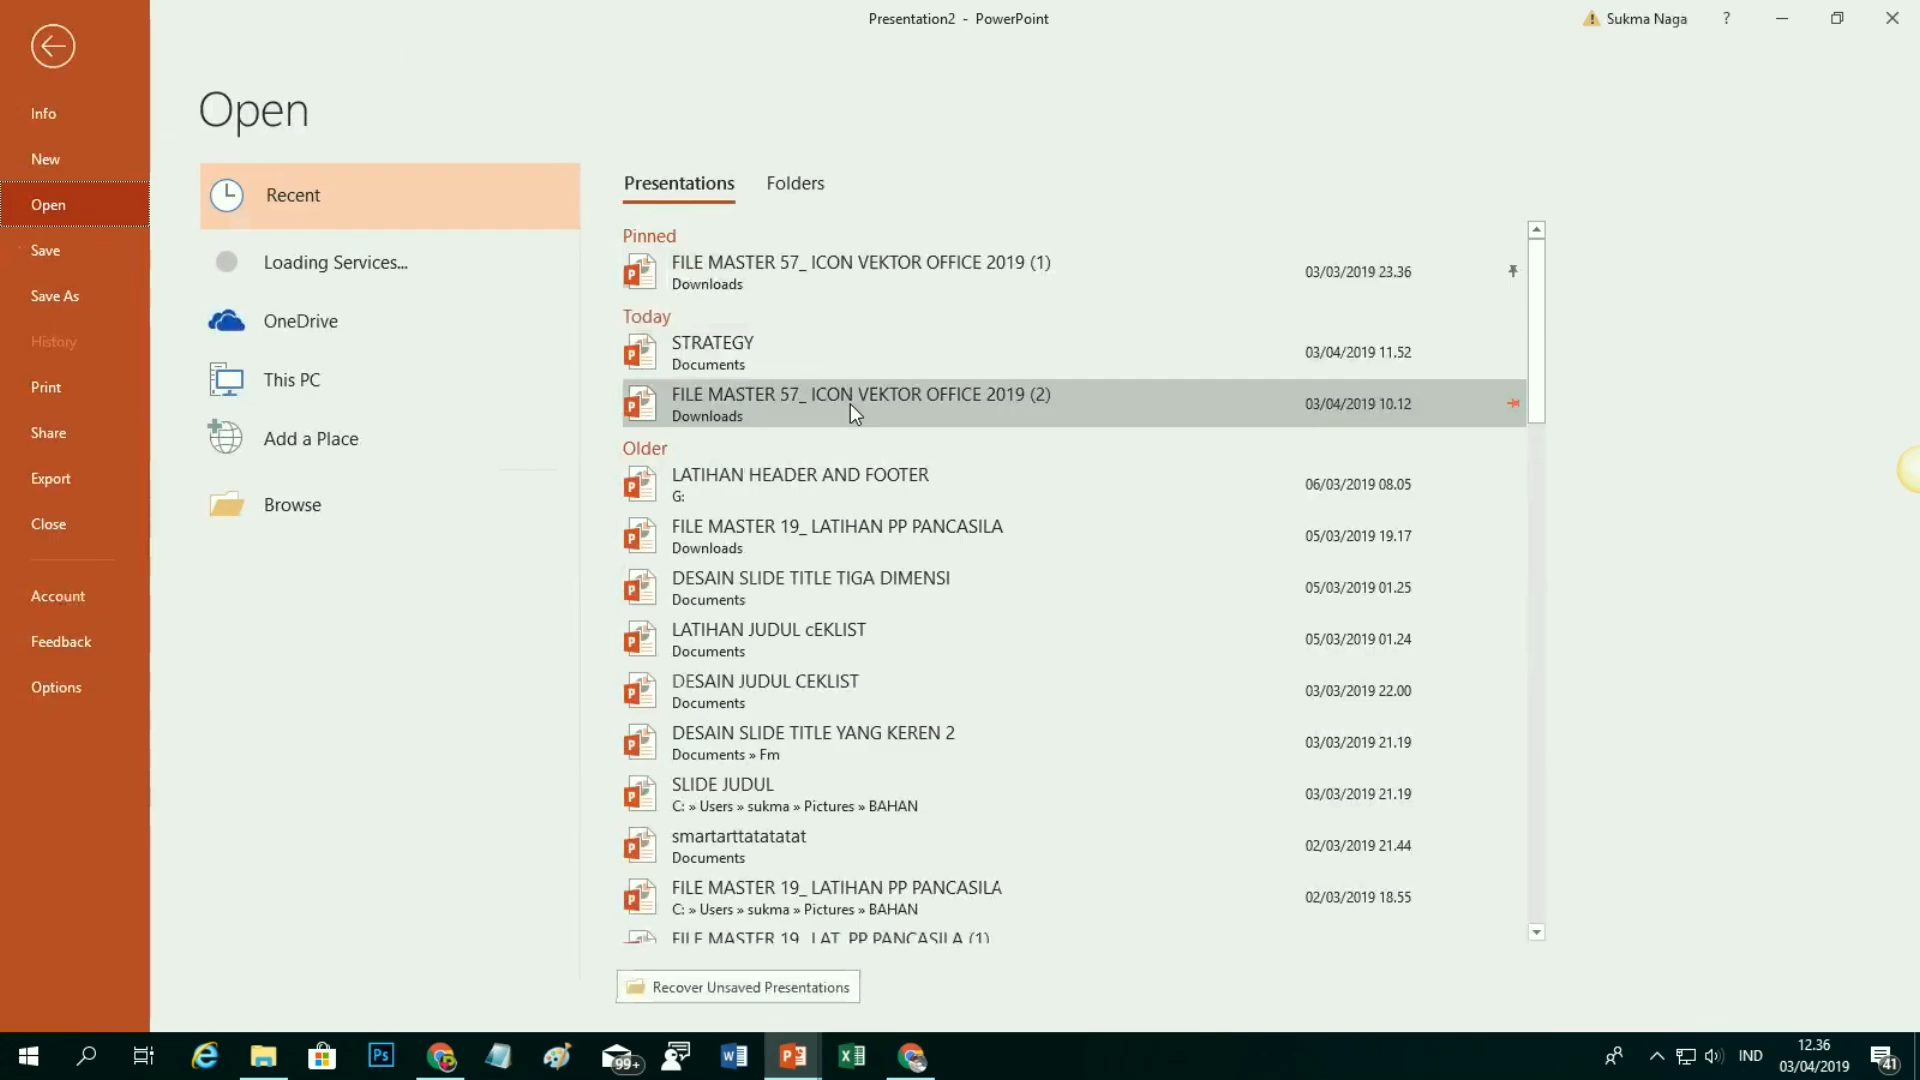 Presentation2 - PowerPoint
Sukma Naga
?
Info
New
Open
Save
Save As
History
Print
Share
Export
Close
Account
Feedback
Options
Open
Recent
Loading Services...
OneDrive
This PC
Add a Place
Browse
Presentations Folders
Pinned
FILE MASTER 57_ ICON VEKTOR OFFICE 2019 (1)
Downloads
03/03/2019 23.36
Today
STRATEGY
Documents
03/04/2019 11.52
FILE MASTER 57_ ICON VEKTOR OFFICE 2019 (2)
Downloads
03/04/2019 10.12
Older
LATIHAN HEADER AND FOOTER
G:
06/03/2019 08.05
FILE MASTER 19_ LATIHAN PP PANCASILA
Downloads
05/03/2019 19.17
DESAIN SLIDE TITLE TIGA DIMENSI
Documents
05/03/2019 01.25
LATIHAN JUDUL cEKLIST
Documents
05/03/2019 01.24
DESAIN JUDUL CEKLIST
Documents
03/03/2019 22.00
DESAIN SLIDE TITLE YANG KEREN 2
Documents » Fm
03/03/2019 21.19
SLIDE JUDUL
C: » Users » sukma » Pictures » BAHAN
03/03/2019 21.19
smartarttatatatat
Documents
02/03/2019 21.44
FILE MASTER 19_ LATIHAN PP PANCASILA
C: » Users » sukma » Pictures » BAHAN
02/03/2019 18.55
FILE MASTER 19_ LAT PP PANCASILA (1)
Recover Unsaved Presentations
Ps
99+
IND
12.36
03/04/2019
41